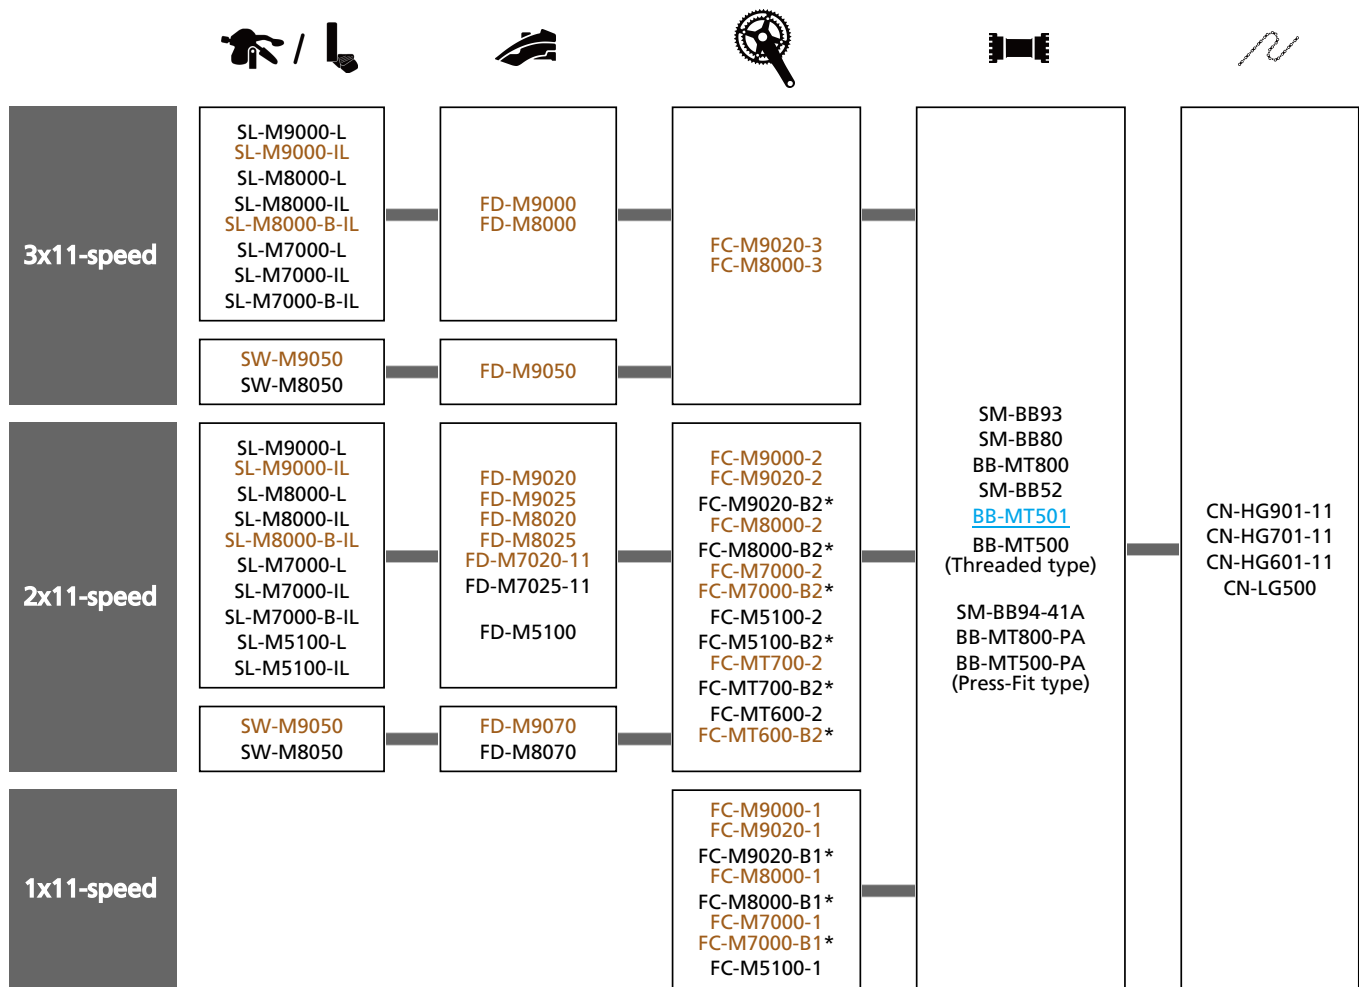 3x11-speed
SL-M9000-L
SL-M9000-IL
SL-M8000-L
SL-M8000-IL
SL-M8000-B-IL
SL-M7000-L
SL-M7000-IL
SL-M7000-B-IL
FD-M9000
FD-M8000
SW-M9050
SW-M8050
FD-M9050
FC-M9020-3
FC-M8000-3
2x11-speed
SL-M9000-L
SL-M9000-IL
SL-M8000-L
SL-M8000-IL
SL-M8000-B-IL
SL-M7000-L
SL-M7000-IL
SL-M7000-B-IL
SL-M5100-L
SL-M5100-IL
FD-M9020
FD-M9025
FD-M8020
FD-M8025
FD-M7020-11
FD-M7025-11
FD-M5100
SW-M9050
SW-M8050
FD-M9070
FD-M8070
FC-M9000-2
FC-M9020-2
FC-M9020-B2*
FC-M8000-2
FC-M8000-B2*
FC-M7000-2
FC-M7000-B2*
FC-M5100-2
FC-M5100-B2*
FC-MT700-2
FC-MT700-B2*
FC-MT600-2
FC-MT600-B2*
1x11-speed
FC-M9000-1
FC-M9020-1
FC-M9020-B1*
FC-M8000-1
FC-M8000-B1*
FC-M7000-1
FC-M7000-B1*
FC-M5100-1
SM-BB93
SM-BB80
BB-MT800
SM-BB52
BB-MT501
BB-MT500
(Threaded type)
SM-BB94-41A
BB-MT800-PA
BB-MT500-PA
(Press-Fit type)
CN-HG901-11
CN-HG701-11
CN-HG601-11
CN-LG500